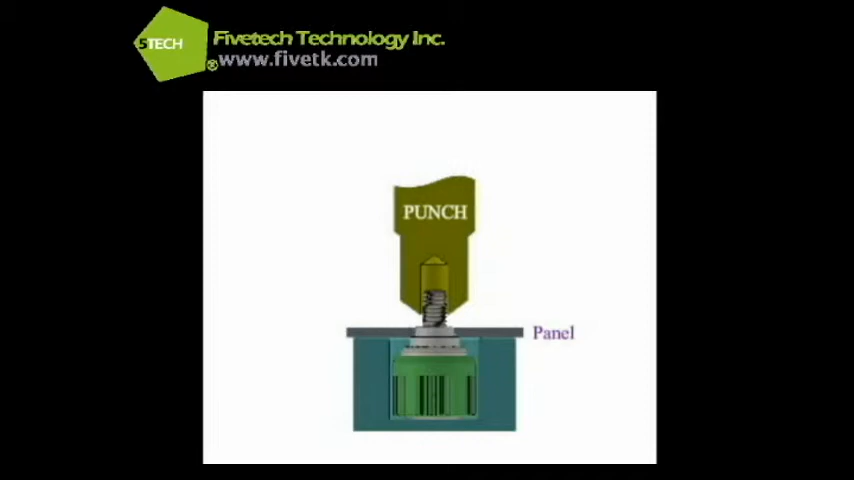 5TECH
Fivetech Technology Inc.
®www.fivetk.com
PUNCH
Panel